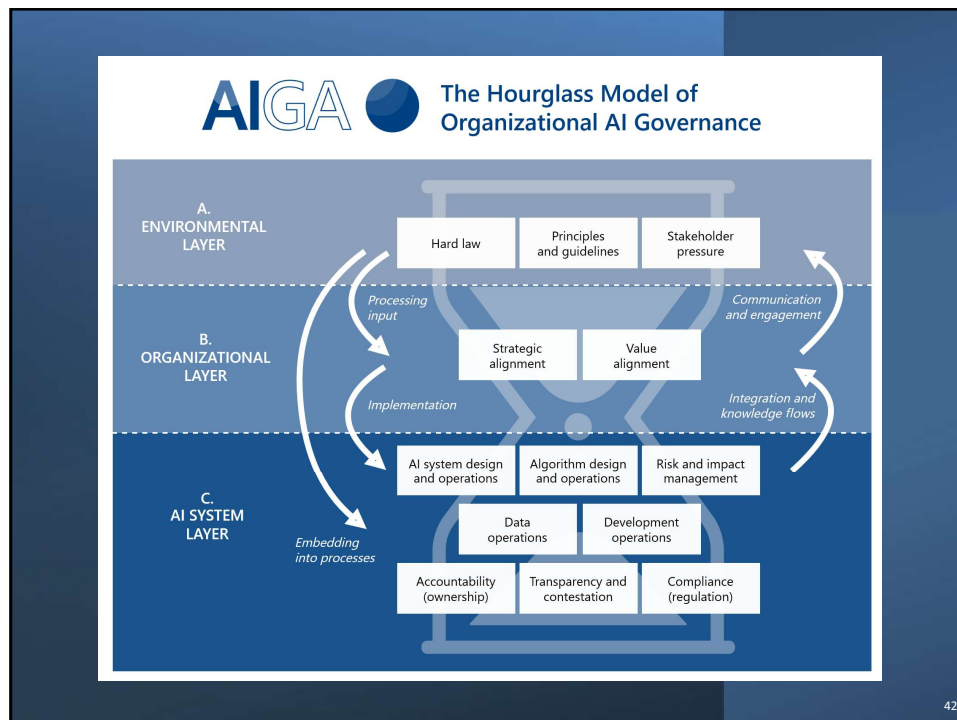 AIGA
The Hourglass Model of
Organizational AI Governance
A.
ENVIRONMENTAL
LAYER
Hard law
Principles
and guidelines
Stakeholder
pressure
Processing
input
Communication
and engagement
B.
ORGANIZATIONAL
LAYER
Strategic
alignment
Value
alignment
Implementation
Integration and
knowledge flows
C.
AI SYSTEM
LAYER
AI system design
and operations
Algorithm design
and operations
Risk and impact
management
Data
operations
Development
operations
Embedding
into processes
Accountability
(ownership)
Transparency and
contestation
Compliance
(regulation)
42